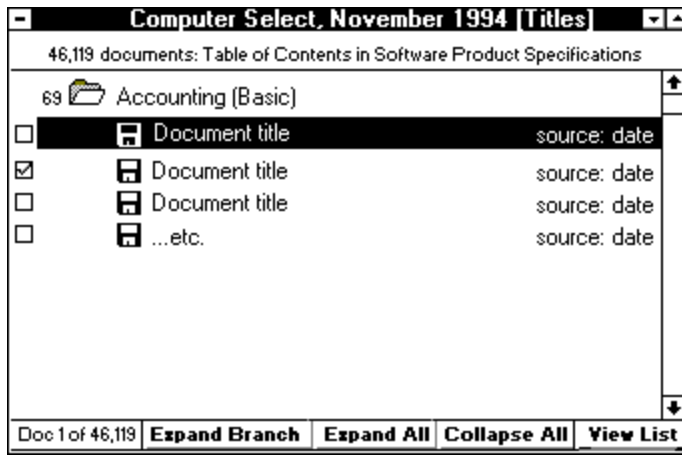 Computer Select, November 1994 [Titles]
46,119 documents: Table of Contents in Software Product Specifications
69 Accounting (Basic)
Document title source: date
Document title source: date
Document title source: date
...etc. source: date
Doc 1 of 46,119 Expand Branch Expand All Collapse All View List